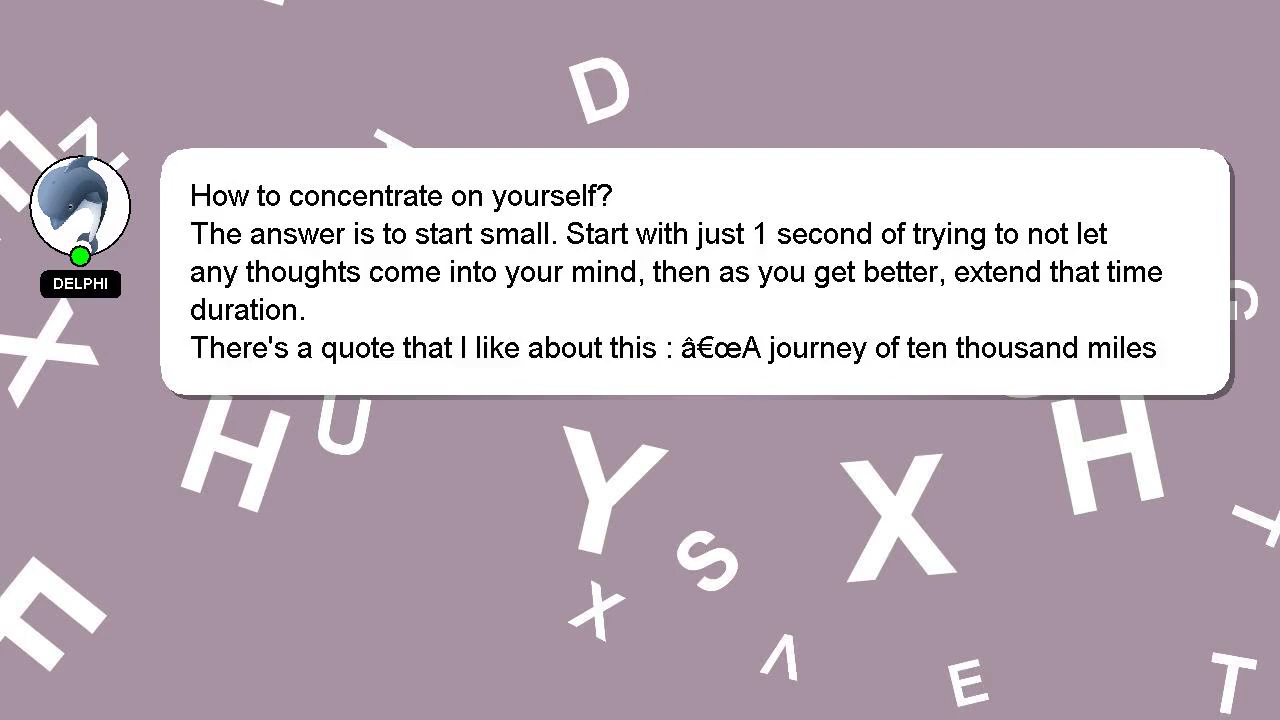 D
DELPHI
How to concentrate on yourself?
The answer is to start small. Start with just 1 second of trying to not let
any thoughts come into your mind, then as you get better, extend that time
duration.
There's a quote that I like about this : â€œA journey of ten thousand miles
G
X
H
U
Y
X
H
S
X
V
E
T